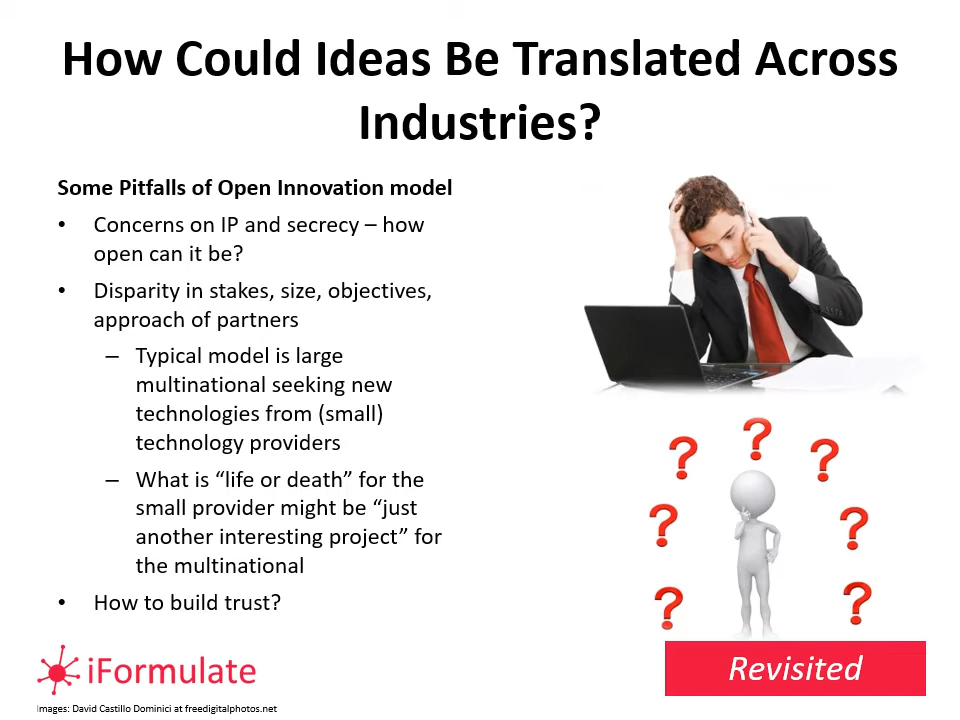 How Could Ideas Be Translated Across
Industries?
Some Pitfalls of Open Innovation model
• Concerns on IP and secrecy – how
open can it be?
• Disparity in stakes, size, objectives,
approach of partners
– Typical model is large
multinational seeking new
technologies from (small)
technology providers
– What is “life or death” for the
small provider might be “just
another interesting project” for
the multinational
• How to build trust?
? ? ?
? ?
? ?
iFormulate
Revisited
Images: David Castillo Dominici at freedigitalphotos.net